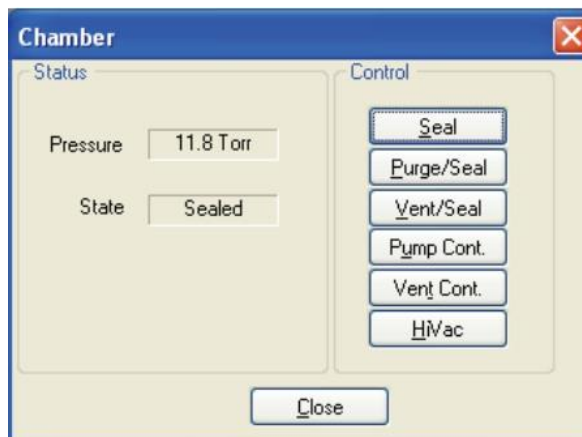 Chamber
Status
Pressure 11.8 Torr
State Sealed
Control
Seal
Purge/Seal
Vent/Seal
Pump Cont.
Vent Cont.
HiVac
Close